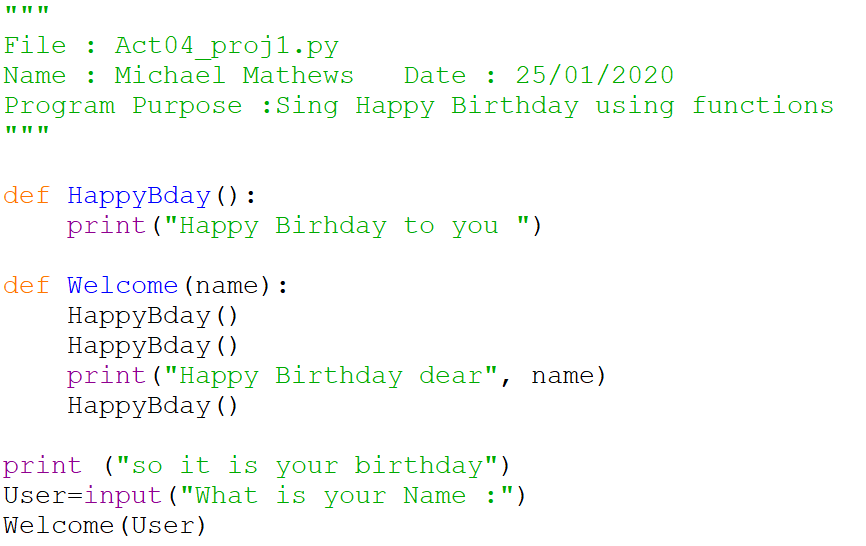 """
File : Act04_proj1.py
Name : Michael Mathews   Date : 25/01/2020
Program Purpose :Sing Happy Birthday using functions
"""

def HappyBday():
    print("Happy Birhday to you ")

def Welcome(name):
    HappyBday()
    HappyBday()
    print("Happy Birthday dear", name)
    HappyBday()

print ("so it is your birthday")
User=input("What is your Name :")
Welcome(User)